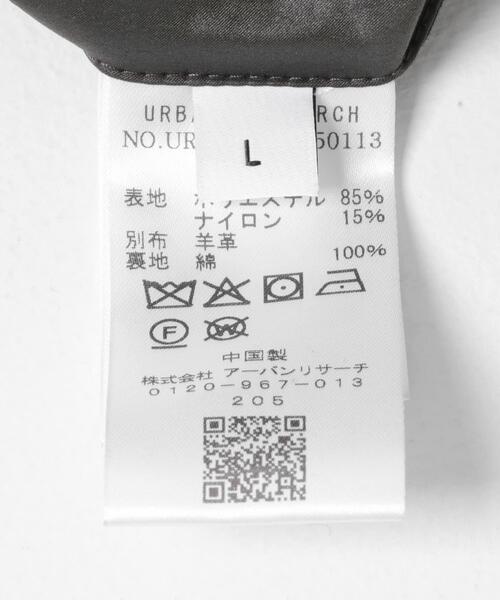 URBA RCH
NO.UR 50113
L
表地 ポリエステル 85%
ナイロン 15%
別布 羊革
裏地 綿 100%
F
W
中国製
株式会社 アーバンリサーチ
0120-967-013
205